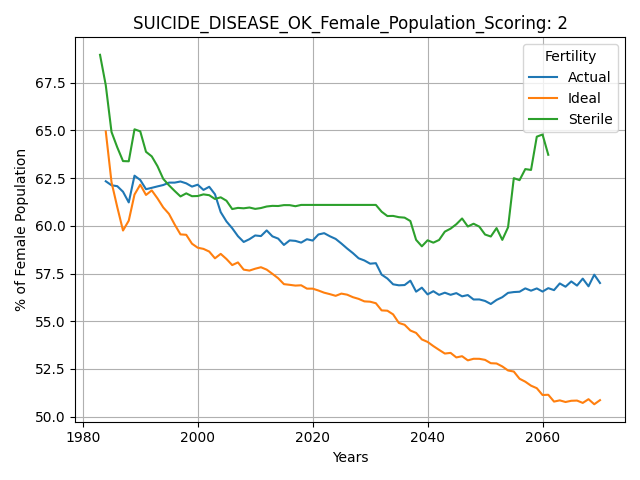 SUICIDE_DISEASE_OK_Female_Population_Scoring: 2
Fertility
Actual
Ideal
Sterile
% of Female Population
67.5
65.0
62.5
60.0
57.5
55.0
52.5
50.0
1980 2000 2020 2040 2060
Years